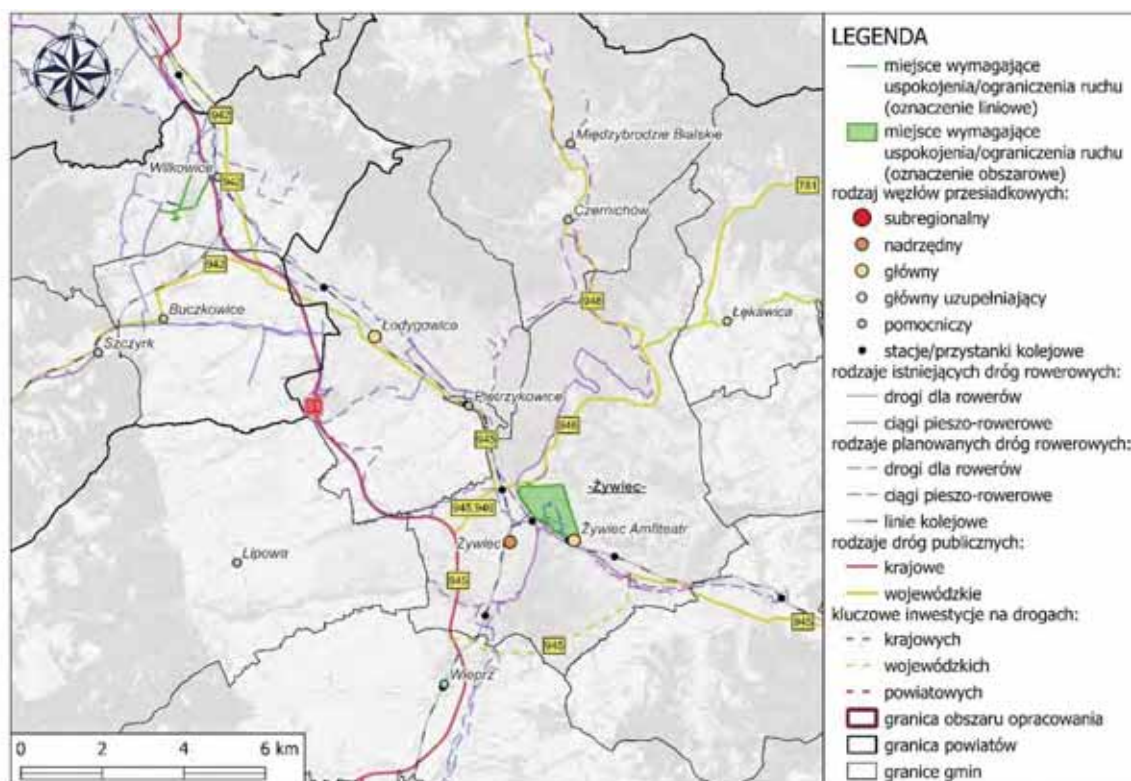 942
Międzybrodzie Bialskie
Wilkowice
942
781
Czernichów
942
Buczkowice
948
Łękawica
Szczyrk
Łodygowice
Pietrzykowice
945
946
-Żywiec-
945,946
Żywiec Amfiteatr
Żywiec
Lipowa
945
945
945
Wieprz
0 2 4 6 km
LEGENDA
miejsce wymagające
uspokojenia/ograniczenia ruchu
(oznaczenie liniowe)
miejsce wymagające
uspokojenia/ograniczenia ruchu
(oznaczenie obszarowe)
rodzaj węzłów przesiadkowych:
subregionalny
nadrzędny
główny
główny uzupełniający
pomocniczy
stacje/przystanki kolejowe
rodzaje istniejących dróg rowerowych:
drogi dla rowerów
ciągi pieszo-rowerowe
rodzaje planowanych dróg rowerowych:
drogi dla rowerów
ciągi pieszo-rowerowe
linie kolejowe
rodzaje dróg publicznych:
krajowe
wojewódzkie
kluczowe inwestycje na drogach:
krajowych
wojewódzkich
powiatowych
granica obszaru opracowania
granica powiatów
granice gmin